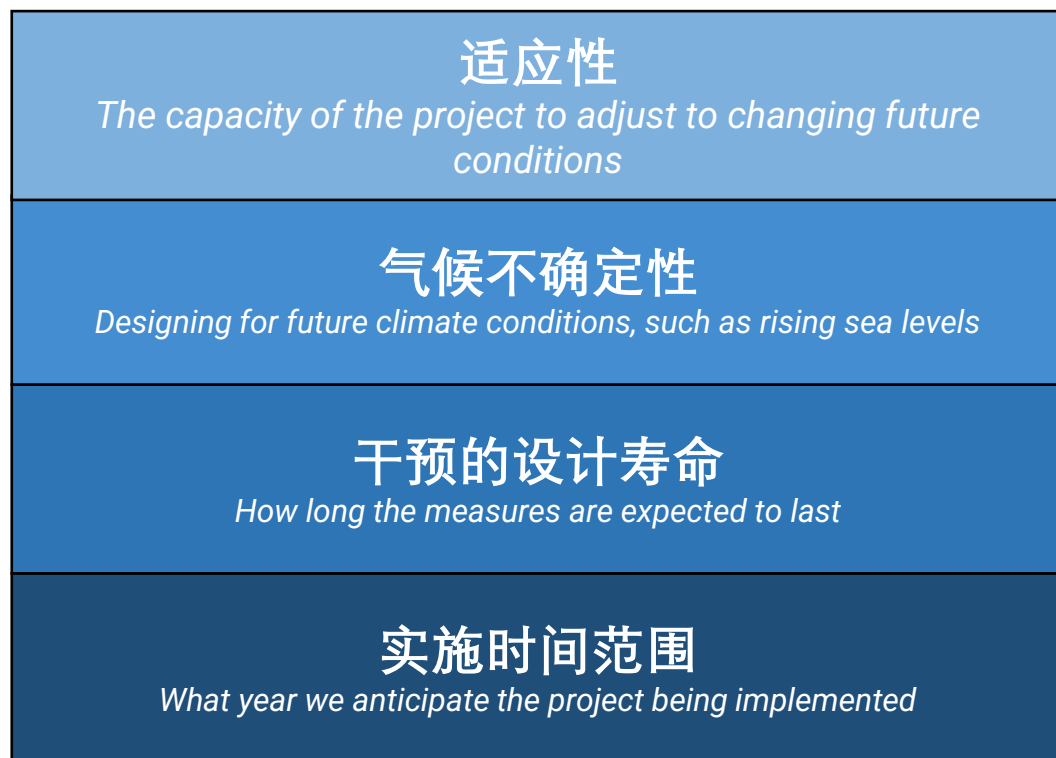 适应性
The capacity of the project to adjust to changing future
conditions
气候不确定性
Designing for future climate conditions, such as rising sea levels
干预的设计寿命
How long the measures are expected to last
实施时间范围
What year we anticipate the project being implemented